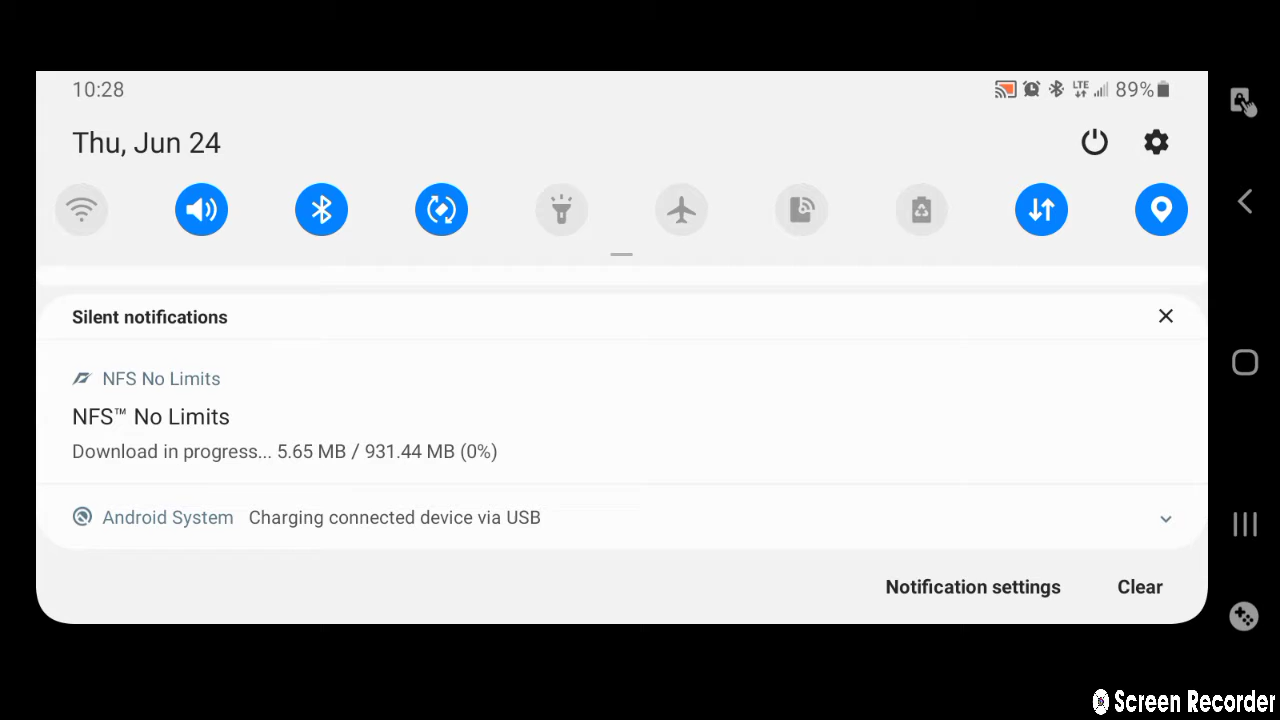 10:28
LTE
89%
Thu, Jun 24
Silent notifications
NFS No Limits
NFS™ No Limits
Download in progress... 5.65 MB / 931.44 MB (0%)
Android System Charging connected device via USB
Notification settings Clear
Screen Recorder